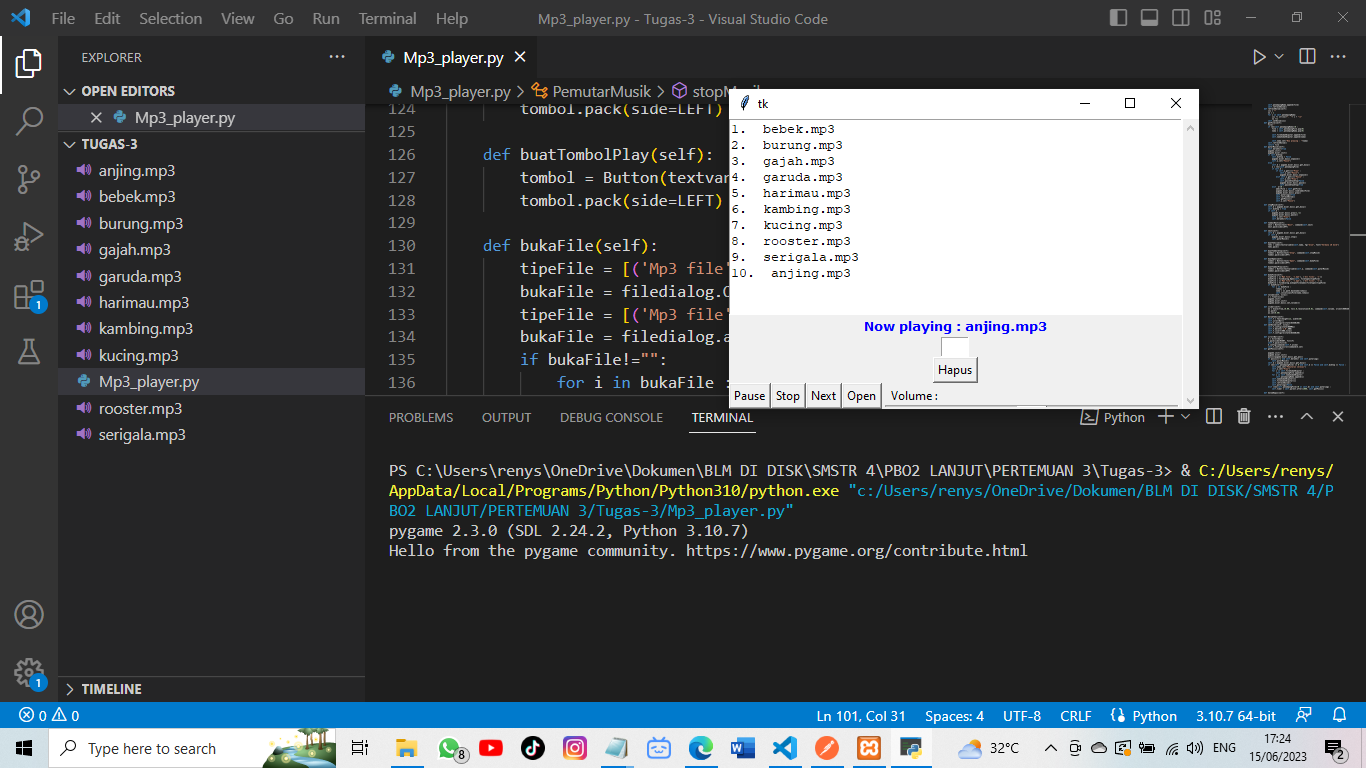 File Edit Selection View Go Run Terminal Help
Mp3_player.py - Tugas-3 - Visual Studio Code
EXPLORER
OPEN EDITORS
Mp3_player.py
TUGAS-3
anjing.mp3
bebek.mp3
burung.mp3
gajah.mp3
garuda.mp3
harimau.mp3
kambing.mp3
kucing.mp3
Mp3_player.py
rooster.mp3
serigala.mp3
TIMELINE
1
1
Mp3_player.py
Mp3_player.py > PemutarMusik >
124 tombol.pack(side=LEFT)
125
126 def buatTombolPlay(self):
127 tombol = Button(textvar
128 tombol.pack(side=LEFT)
129
130 def bukaFile(self):
131 tipeFile = [('Mp3 file'
132 bukaFile = filedialog.O
133 tipeFile = [('Mp3 file'
134 bukaFile = filedialog.a
135 if bukaFile!="":
136 for i in bukaFile :
tk
1. bebek.mp3
2. burung.mp3
3. gajah.mp3
4. garuda.mp3
5. harimau.mp3
6. kambing.mp3
7. kucing.mp3
8. rooster.mp3
9. serigala.mp3
10. anjing.mp3
Now playing : anjing.mp3
Hapus
Pause Stop Next Open Volume :
PROBLEMS OUTPUT DEBUG CONSOLE TERMINAL
Python
PS C:\Users\renys\OneDrive\Dokumen\BLM DI DISK\SMSTR 4\PBO2 LANJUT\PERTEMUAN 3\Tugas-3> & C:/Users/renys/
AppData/Local/Programs/Python/Python310/python.exe "c:/Users/renys/OneDrive/Dokumen/BLM DI DISK/SMSTR 4/P
BO2 LANJUT/PERTEMUAN 3/Tugas-3/Mp3_player.py"
pygame 2.3.0 (SDL 2.24.2, Python 3.10.7)
Hello from the pygame community. https://www.pygame.org/contribute.html
0 0
Ln 101, Col 31 Spaces: 4 UTF-8 CRLF Python 3.10.7 64-bit
Type here to search
8
32°C
ENG
17:24
15/06/2023
2